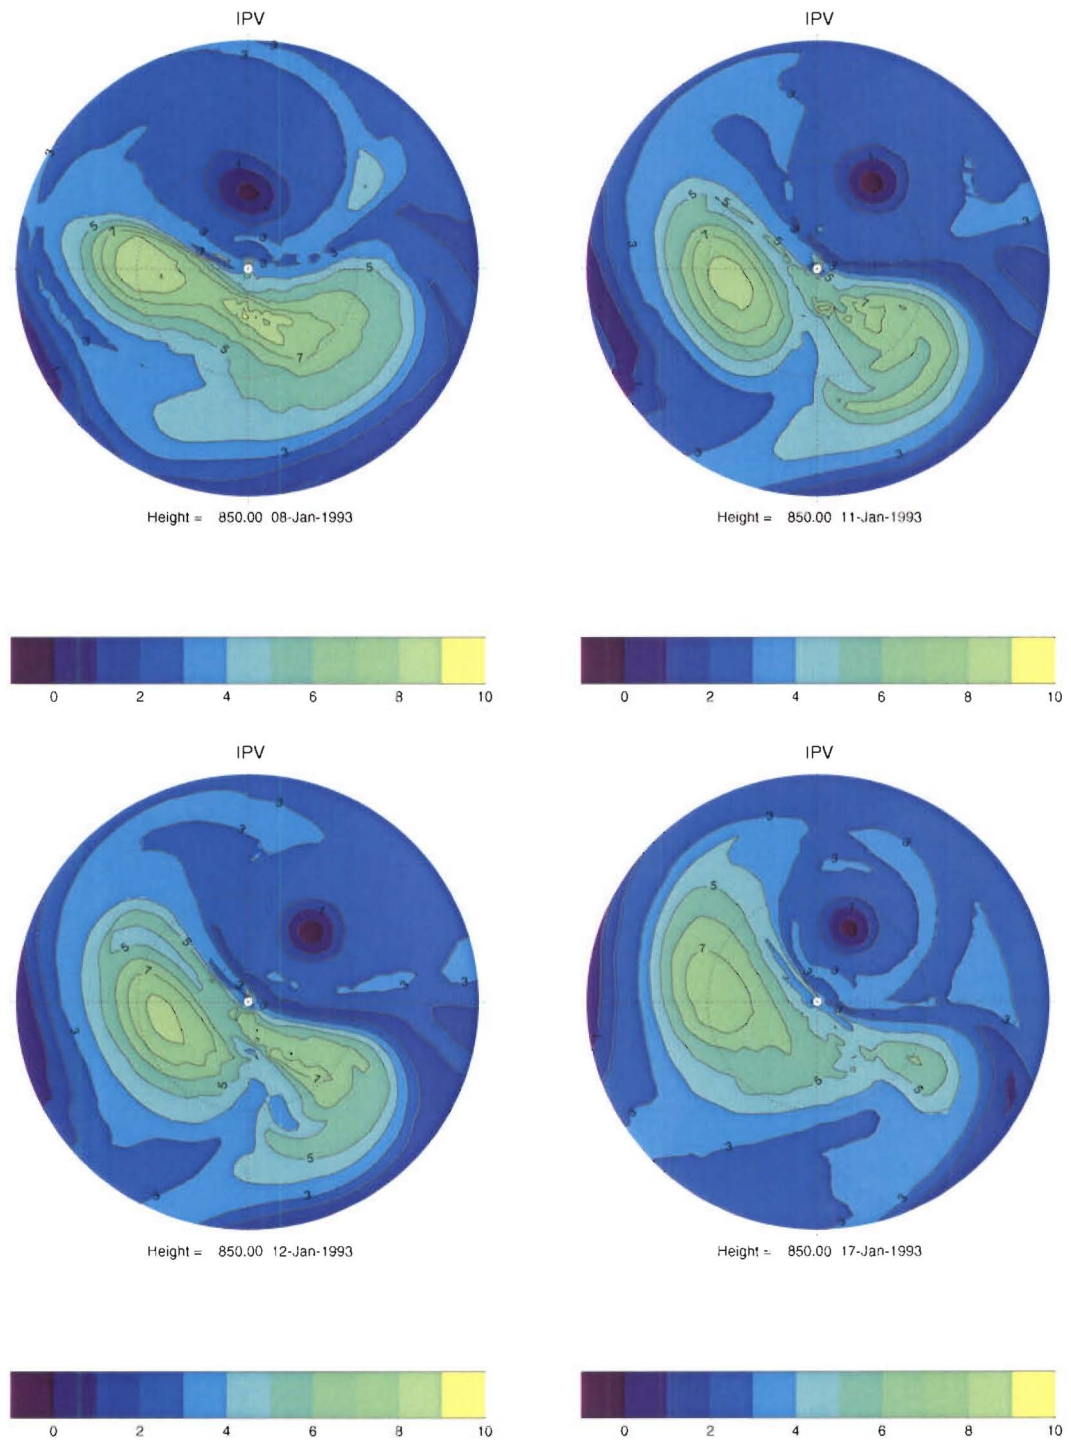 IPV
Height = 850.00 08-Jan-1993
0 2 4 6 8 10
IPV
Height = 850.00 11-Jan-1993
0 2 4 6 8 10
IPV
Height = 850.00 12-Jan-1993
0 2 4 6 8 10
IPV
Height = 850.00 17-Jan-1993
0 2 4 6 8 10